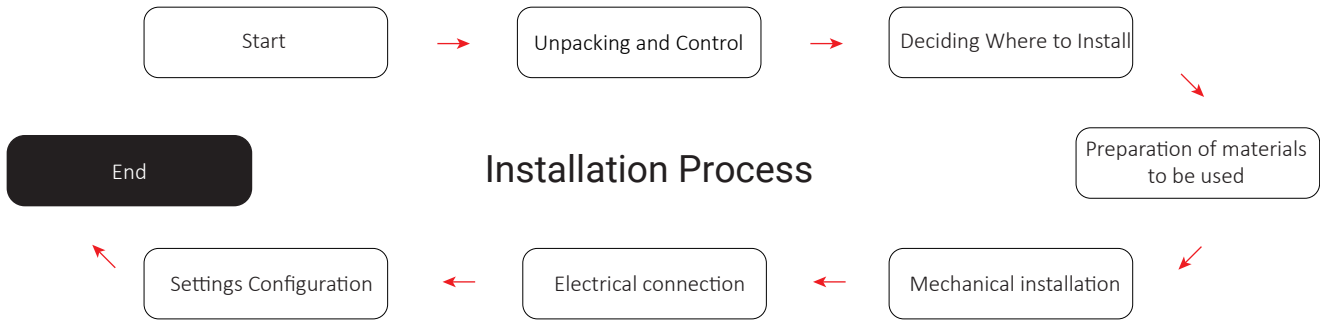 Start
Unpacking and Control
Deciding Where to Install
Preparation of materials
to be used
End
Installation Process
Settings Configuration
Electrical connection
Mechanical installation